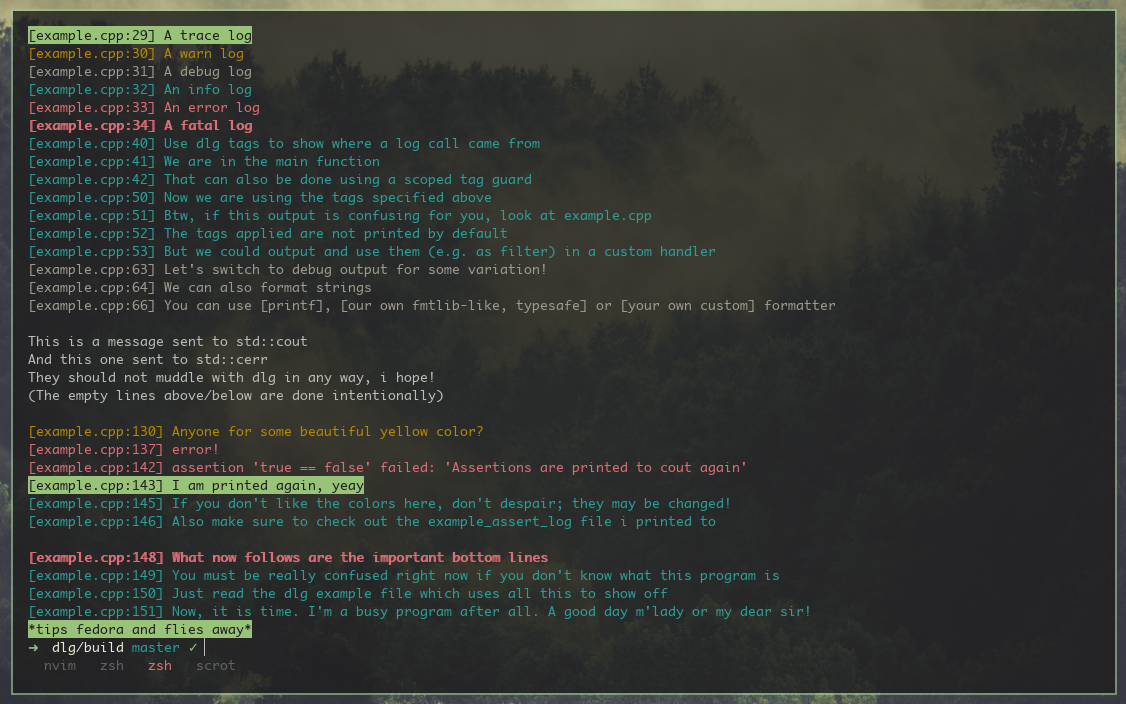 [example.cpp:29] A trace log
[example.cpp:30] A warn log
[example.cpp:31] A debug log
[example.cpp:32] An info log
[example.cpp:33] An error log
[example.cpp:34] A fatal log
[example.cpp:40] Use dlg tags to show where a log call came from
[example.cpp:41] We are in the main function
[example.cpp:42] That can also be done using a scoped tag guard
[example.cpp:50] Now we are using the tags specified above
[example.cpp:51] Btw, if this output is confusing for you, look at example.cpp
[example.cpp:52] The tags applied are not printed by default
[example.cpp:53] But we could output and use them (e.g. as filter) in a custom handler
[example.cpp:63] Let's switch to debug output for some variation!
[example.cpp:64] We can also format strings
[example.cpp:66] You can use [printf], [our own fmtlib-like, typesafe] or [your own custom] formatter
This is a message sent to std::cout
And this one sent to std::cerr
They should not muddle with dlg in any way, i hope!
(The empty lines above/below are done intentionally)
[example.cpp:130] Anyone for some beautiful yellow color?
[example.cpp:137] error!
[example.cpp:142] assertion 'true == false' failed: 'Assertions are printed to cout again'
[example.cpp:143] I am printed again, yeay
[example.cpp:145] If you don't like the colors here, don't despair; they may be changed!
[example.cpp:146] Also make sure to check out the example_assert_log file i printed to
[example.cpp:148] What now follows are the important bottom lines
[example.cpp:149] You must be really confused right now if you don't know what this program is
[example.cpp:150] Just read the dlg example file which uses all this to show off
[example.cpp:151] Now, it is time. I'm a busy program after all. A good day m'lady or my dear sir!
*tips fedora and flies away*
➜ dlg/build master ✓
nvim zsh zsh scrot